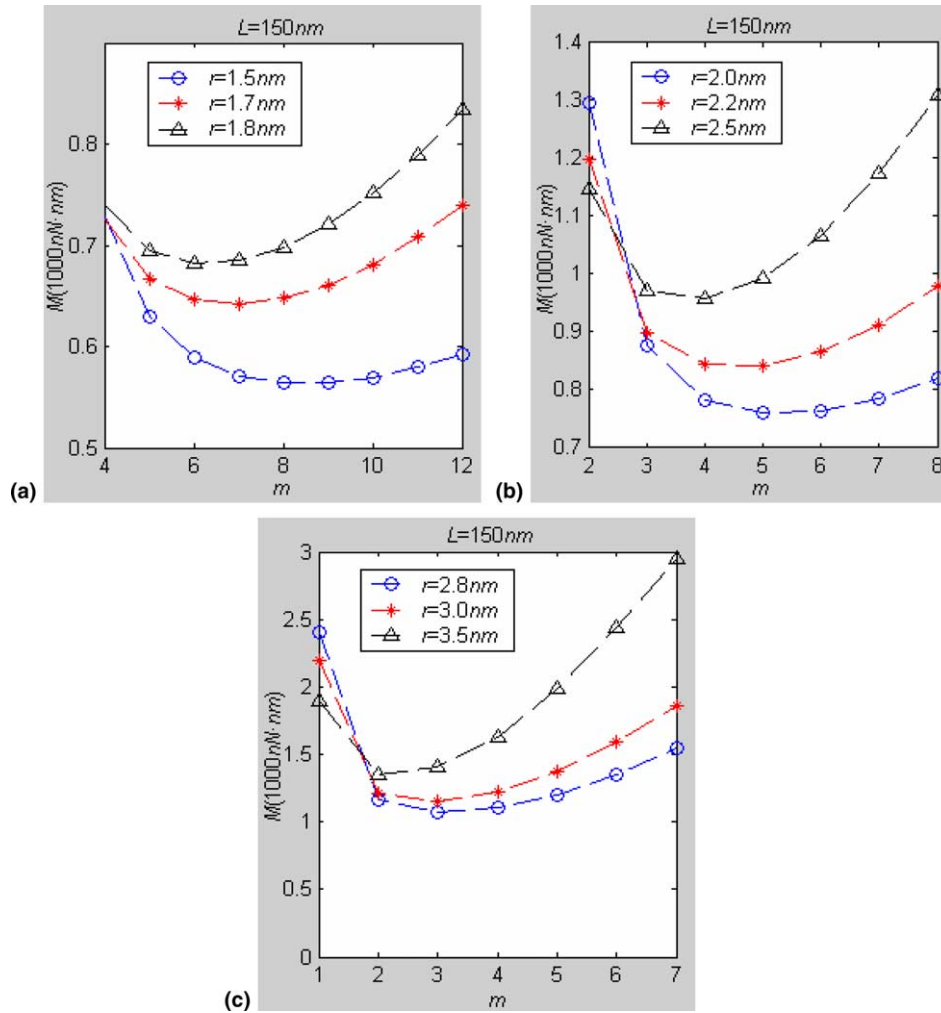 L=150nm
r=1.5nm
r=1.7nm
r=1.8nm
M(1000nN·nm)
0.8
0.7
0.6
0.5
4 6 8 10 12
m
(a)
L=150nm
r=2.0nm
r=2.2nm
r=2.5nm
M(1000nN·nm)
1.4
1.3
1.2
1.1
1
0.9
0.8
0.7
2 3 4 5 6 7 8
m
(b)
L=150nm
r=2.8nm
r=3.0nm
r=3.5nm
M(1000nN·nm)
3
2.5
2
1.5
1
0.5
0
1 2 3 4 5 6 7
m
(c)